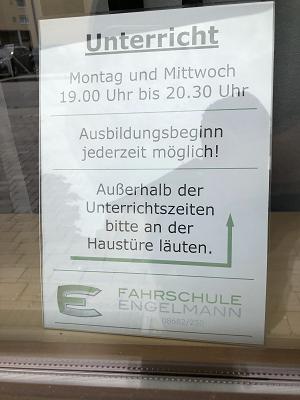 Unterricht
Montag und Mittwoch
19.00 Uhr bis 20.30 Uhr
Ausbildungsbeginn
jederzeit möglich!
Außerhalb der
Unterrichtszeiten
bitte an der
Haustüre läuten.
FAHRSCHULE
ENGELMANN